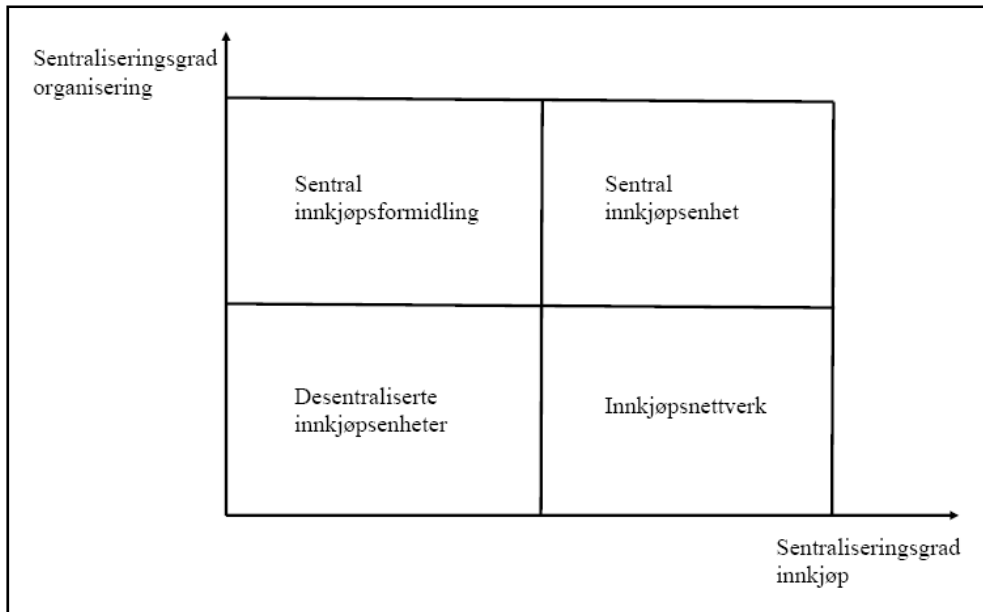 Sentraliseringsgrad
organisering
Sentral
innkjøpsformidling
Sentral
innkjøpsenhet
Desentraliserte
innkjøpsenheter
Innkjøpsnettverk
Sentraliseringsgrad
innkjøp